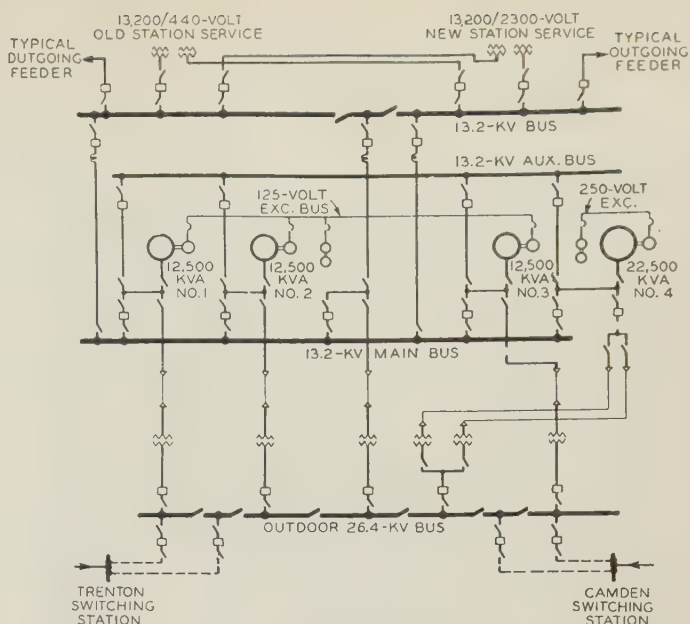 13,200/440-VOLT
OLD STATION SERVICE
13,200/2300-VOLT
NEW STATION SERVICE
TYPICAL
OUTGOING
FEEDER
TYPICAL
OUTGOING
FEEDER
13.2-KV BUS
13.2-KV AUX. BUS
125-VOLT
EXC. BUS
250-VOLT
EXC.
12,500
KVA
NO. 1
12,500
KVA
NO. 2
12,500
KVA
NO. 3
22,500
KVA
NO. 4
13.2-KV MAIN BUS
OUTDOOR 26.4-KV BUS
TRENTON
SWITCHING
STATION
CAMDEN
SWITCHING
STATION